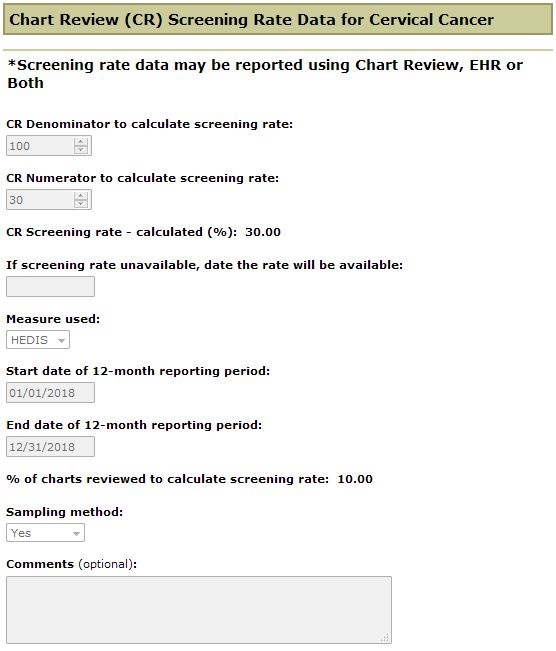 Chart Review (CR) Screening Rate Data for Cervical Cancer
*Screening rate data may be reported using Chart Review, EHR or
Both
CR Denominator to calculate screening rate:
100
CR Numerator to calculate screening rate:
30
CR Screening rate - calculated (%): 30.00
If screening rate unavailable, date the rate will be available:
Measure used:
HEDIS
Start date of 12-month reporting period:
01/01/2018
End date of 12-month reporting period:
12/31/2018
% of charts reviewed to calculate screening rate: 10.00
Sampling method:
Yes
Comments (optional):